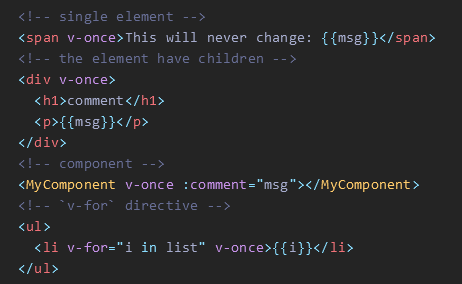 <!-- single element -->
<span v-once>This will never change: {{msg}}</span>
<!-- the element have children -->
<div v-once>
  <h1>comment</h1>
  <p>{{msg}}</p>
</div>
<!-- component -->
<MyComponent v-once :comment="msg"></MyComponent>
<!-- `v-for` directive -->
<ul>
  <li v-for="i in list" v-once>{{i}}</li>
</ul>